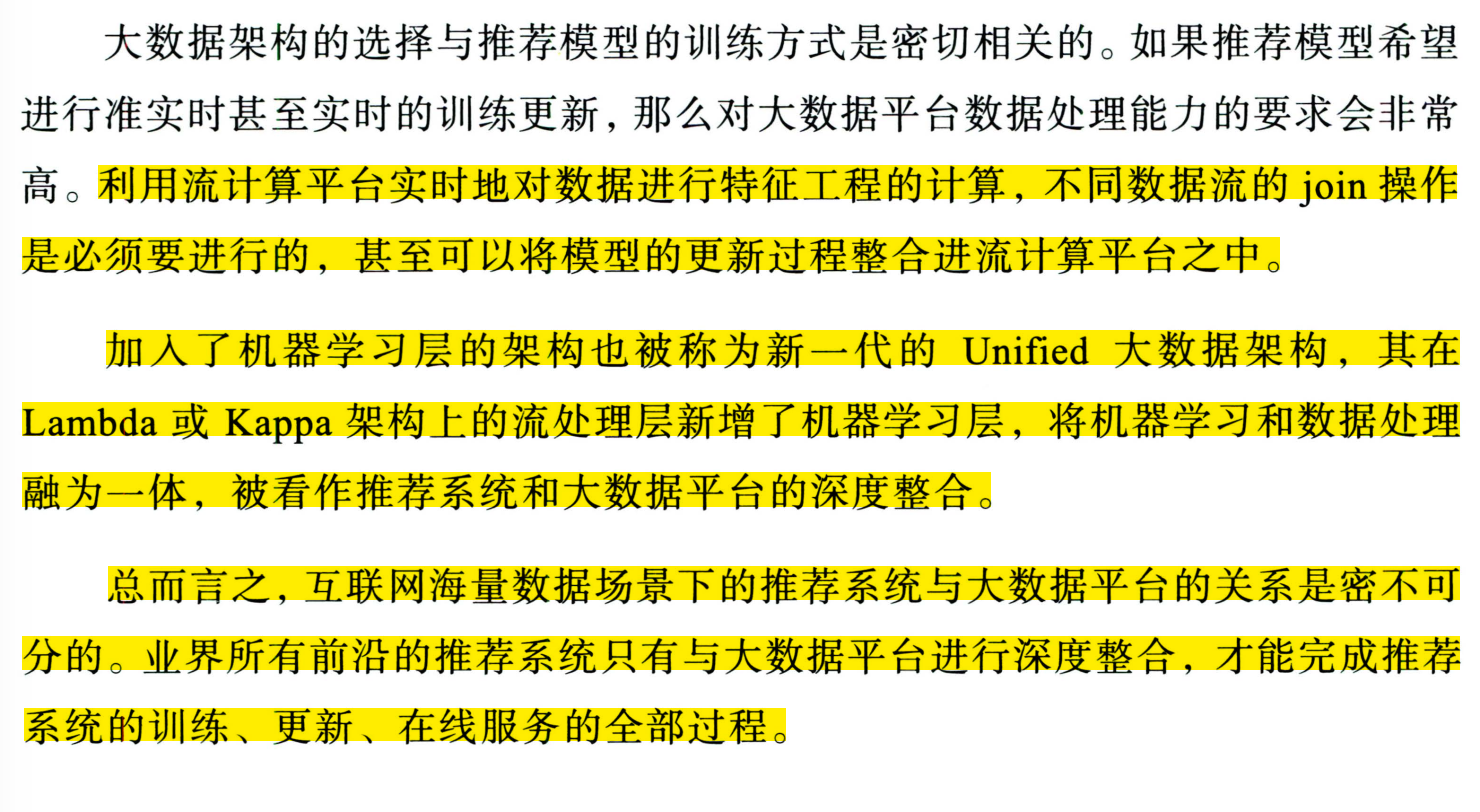 大数据架构的选择与推荐模型的训练方式是密切相关的。如果推荐模型希望
进行准实时甚至实时的训练更新，那么对大数据平台数据处理能力的要求会非常
高。利用流计算平台实时地对数据进行特征工程的计算，不同数据流的 join 操作
是必须要进行的，甚至可以将模型的更新过程整合进流计算平台之中。
加入了机器学习层的架构也被称为新一代的 Unified 大数据架构，其在
Lambda 或 Kappa 架构上的流处理层新增了机器学习层，将机器学习和数据处理
融为一体，被看作推荐系统和大数据平台的深度整合。
总而言之，互联网海量数据场景下的推荐系统与大数据平台的关系是密不可
分的。业界所有前沿的推荐系统只有与大数据平台进行深度整合，才能完成推荐
系统的训练、更新、在线服务的全部过程。